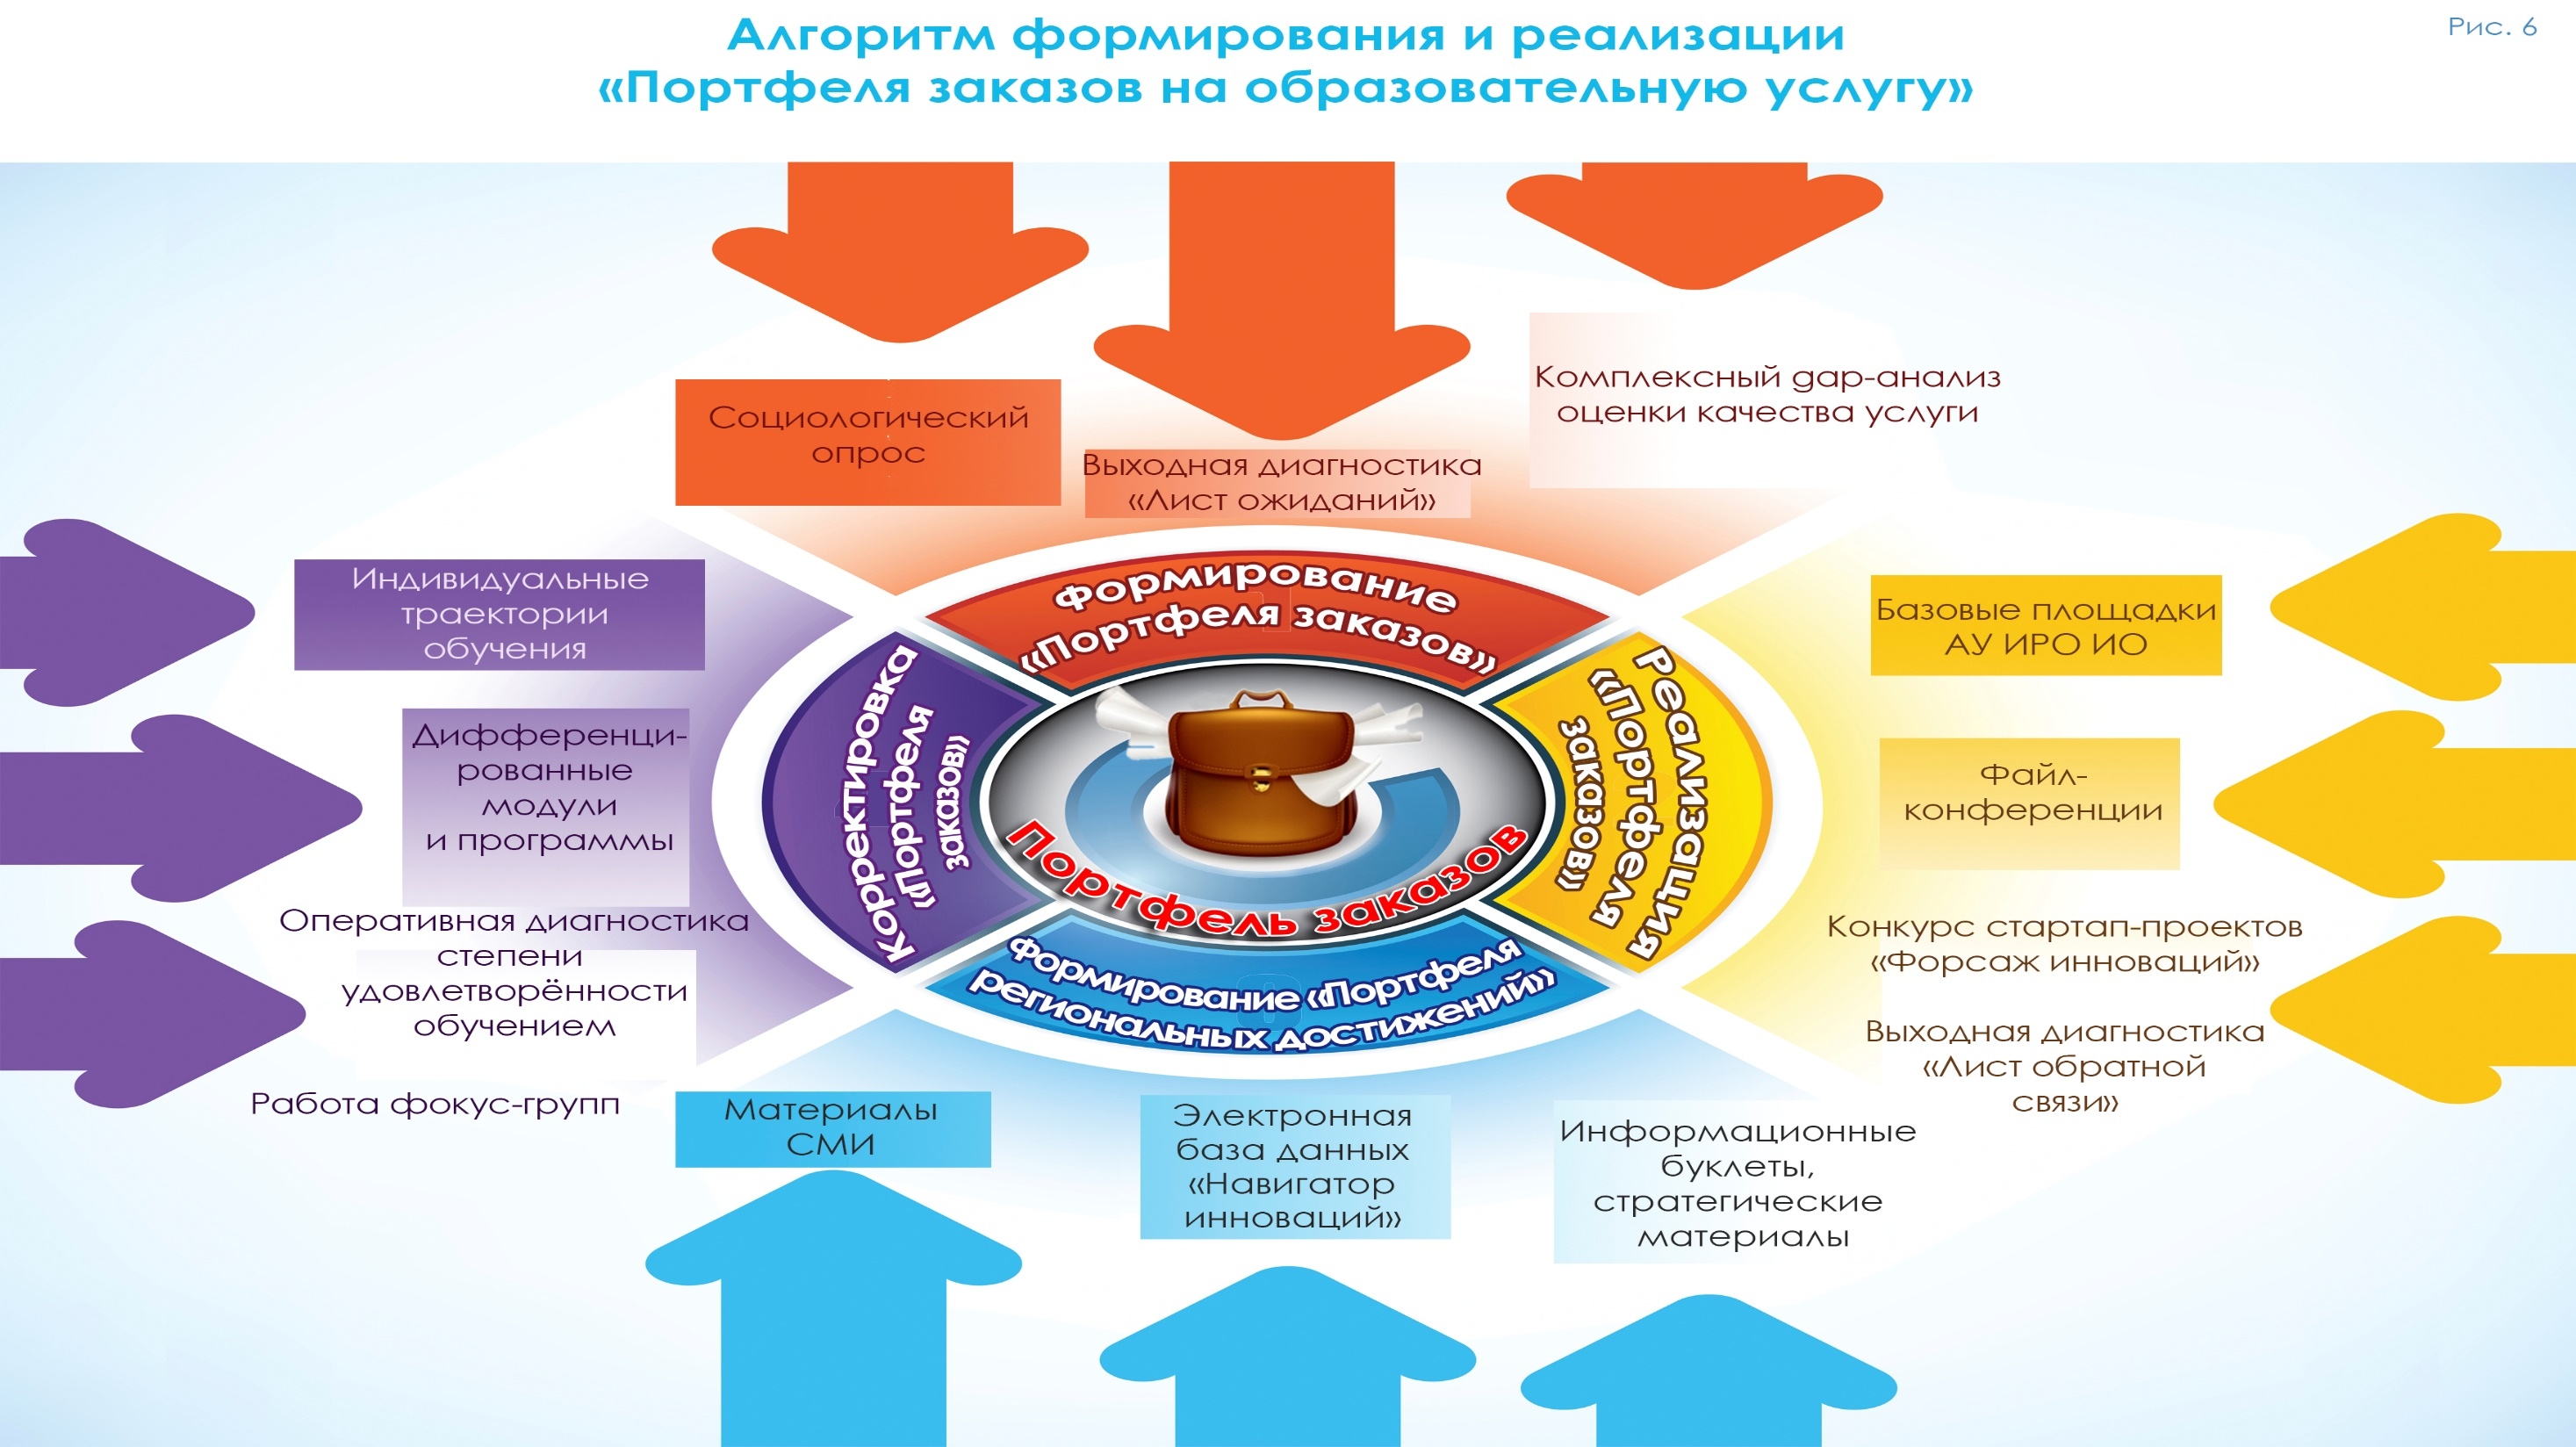 Рис. 6
Алгоритм формирования и реализации
«Портфеля заказов на образовательную услугу»
Социологический
опрос
Выходная диагностика
«Лист ожиданий»
Комплексный gap-анализ
оценки качества услуги
Индивидуальные
траектории
обучения
Дифференци-
рованные
модули
и программы
Оперативная диагностика
степени
удовлетворённости
обучением
Работа фокус-групп
Формирование
«Портфеля заказов»
Корректировка
«Портфеля
заказов»
Реализация
«Портфеля
заказов»
Портфель заказов
Формирование «Портфеля
региональных достижений»
Базовые площадки
АУ ИРО ИО
Файл-
конференции
Конкурс стартап-проектов
«Форсаж инноваций»
Выходная диагностика
«Лист обратной
связи»
Материалы
СМИ
Электронная
база данных
«Навигатор
инноваций»
Информационные
буклеты,
стратегические
материалы